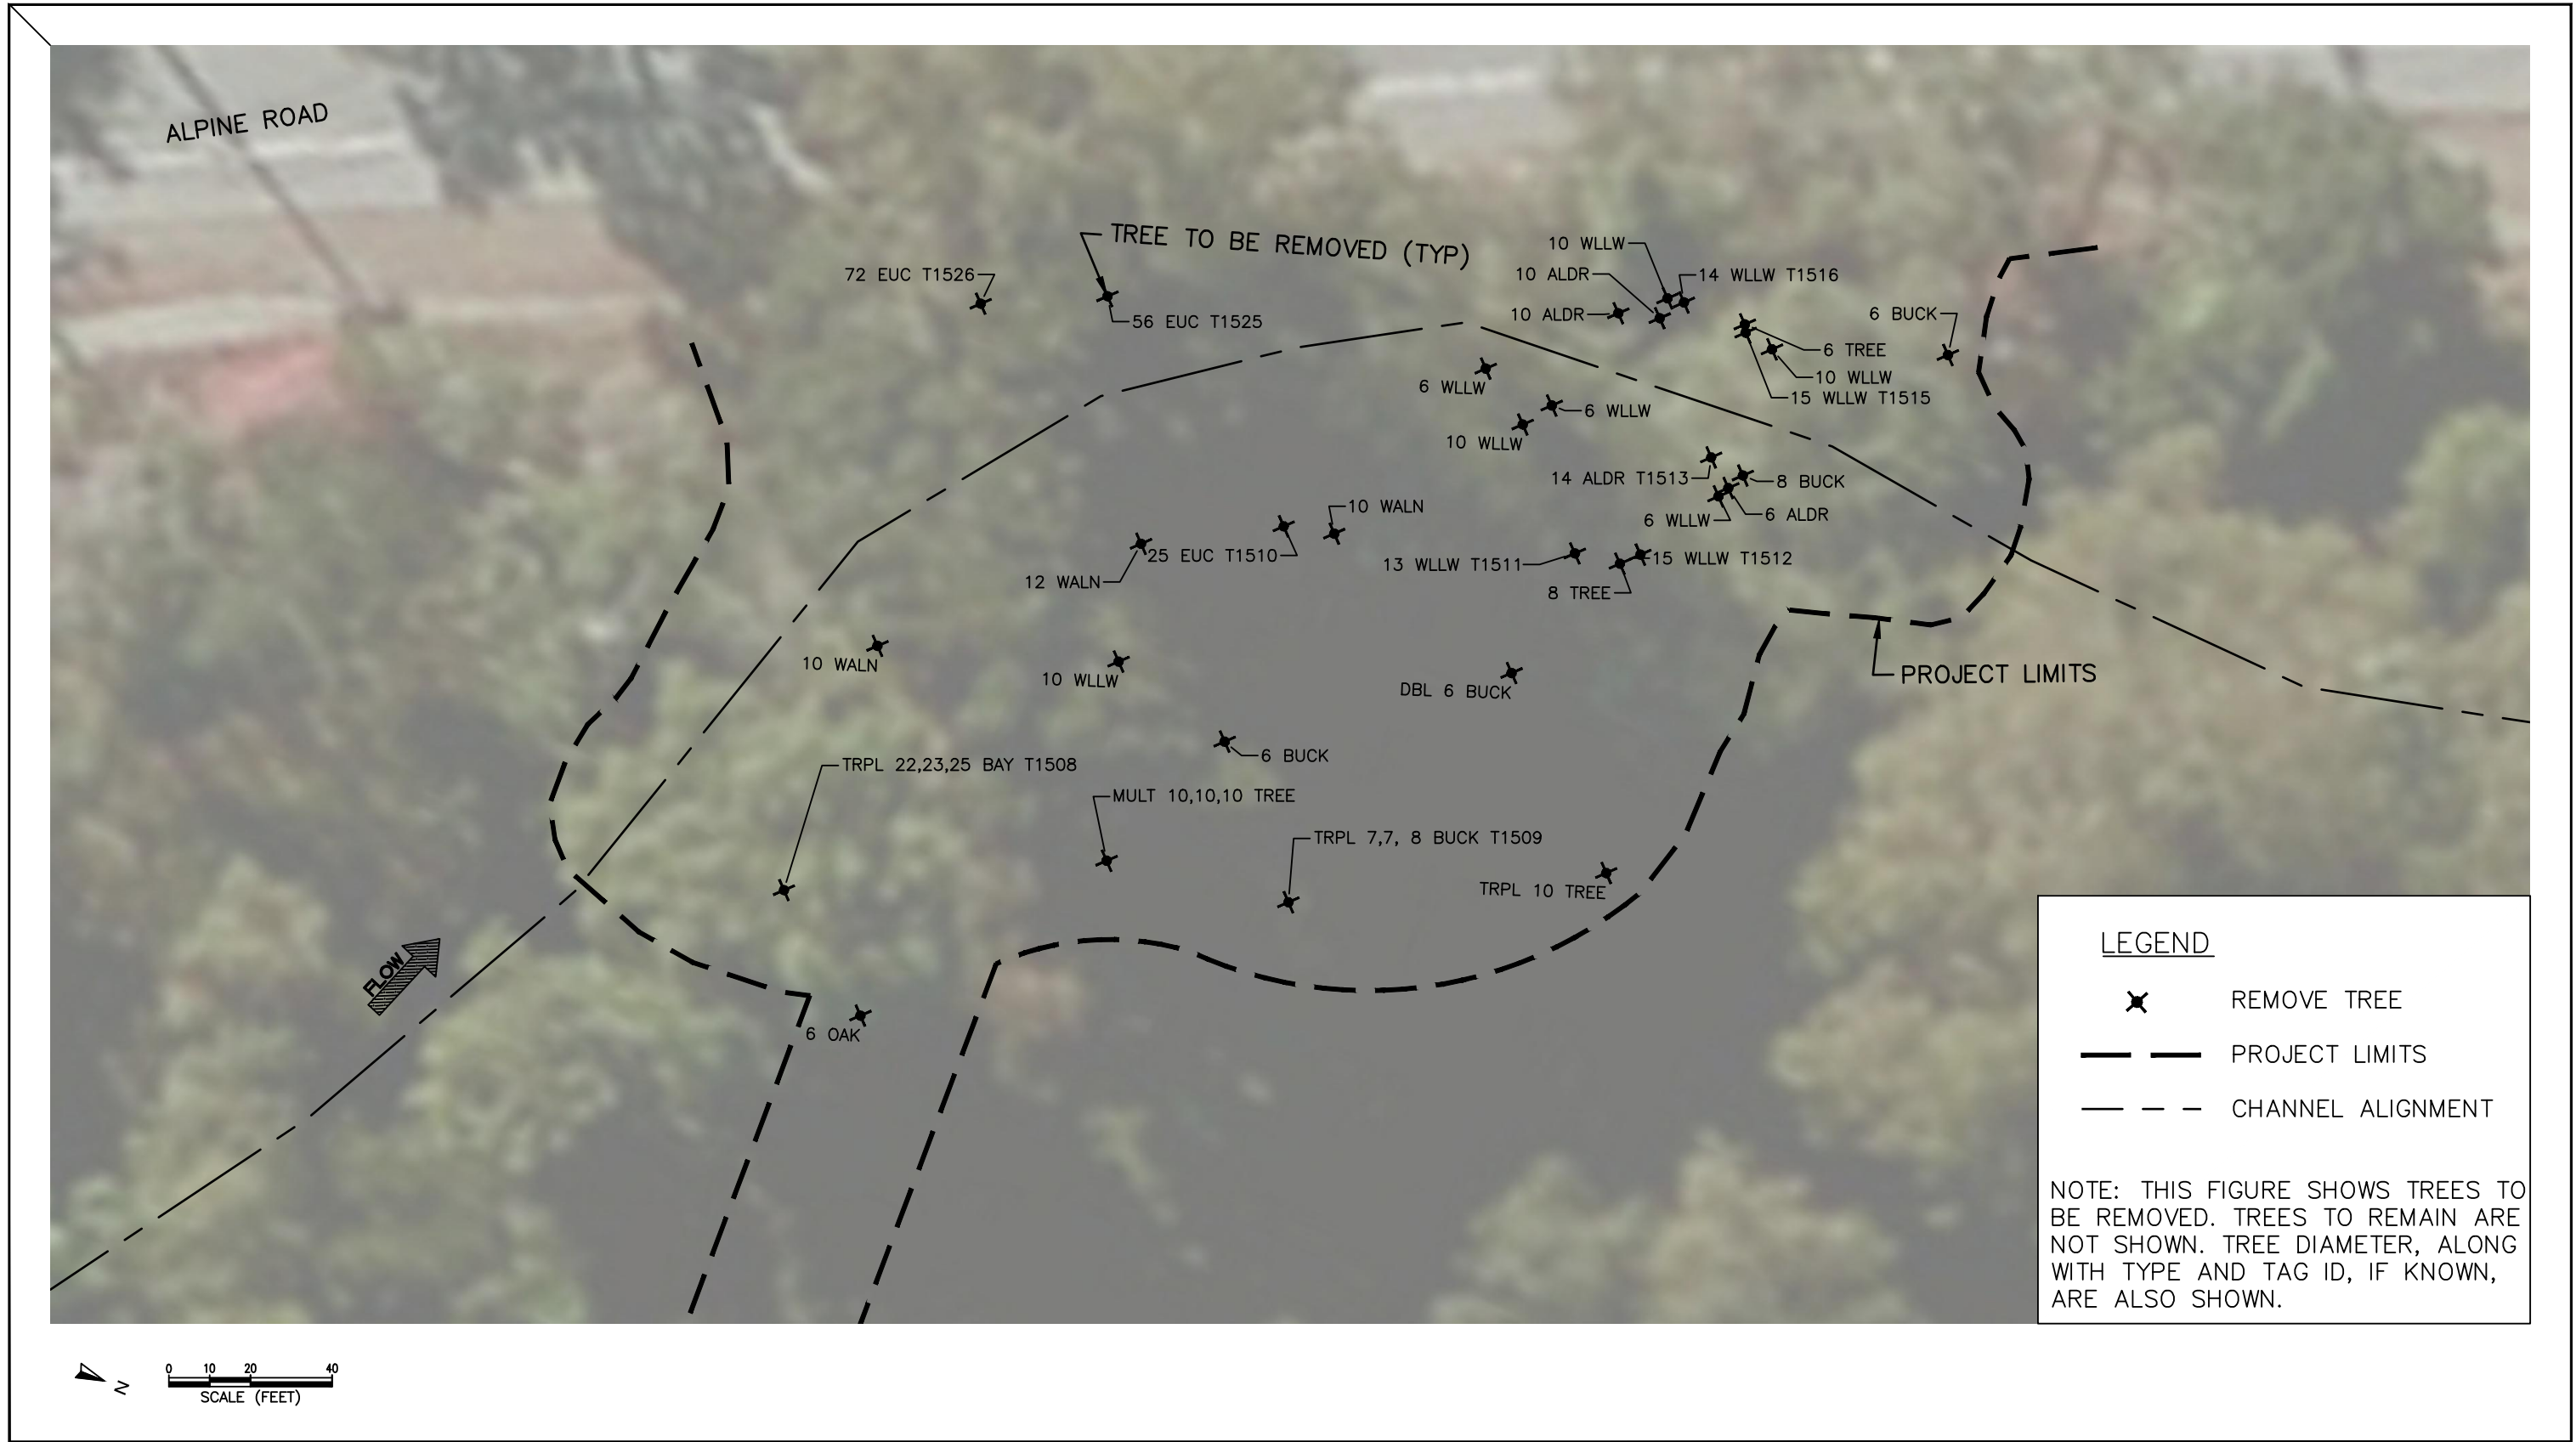 ALPINE ROAD
TREE TO BE REMOVED (TYP)
10 WLLW
72 EUC T1526
10 ALDR
14 WLLW T1516
56 EUC T1525
10 ALDR
6 BUCK
6 TREE
10 WLLW
15 WLLW T1515
6 WLLW
6 WLLW
10 WLLW
14 ALDR T1513
8 BUCK
10 WALN
6 WLLW
6 ALDR
25 EUC T1510
13 WLLW T1511
15 WLLW T1512
12 WALN
8 TREE
10 WALN
10 WLLW
DBL 6 BUCK
PROJECT LIMITS
6 BUCK
TRPL 22,23,25 BAY T1508
MULT 10,10,10 TREE
TRPL 7,7, 8 BUCK T1509
TRPL 10 TREE
FLOW
6 OAK
LEGEND
REMOVE TREE
PROJECT LIMITS
CHANNEL ALIGNMENT
NOTE: THIS FIGURE SHOWS TREES TO
BE REMOVED. TREES TO REMAIN ARE
NOT SHOWN. TREE DIAMETER, ALONG
WITH TYPE AND TAG ID, IF KNOWN,
ARE ALSO SHOWN.
N
0 10 20 40
SCALE (FEET)